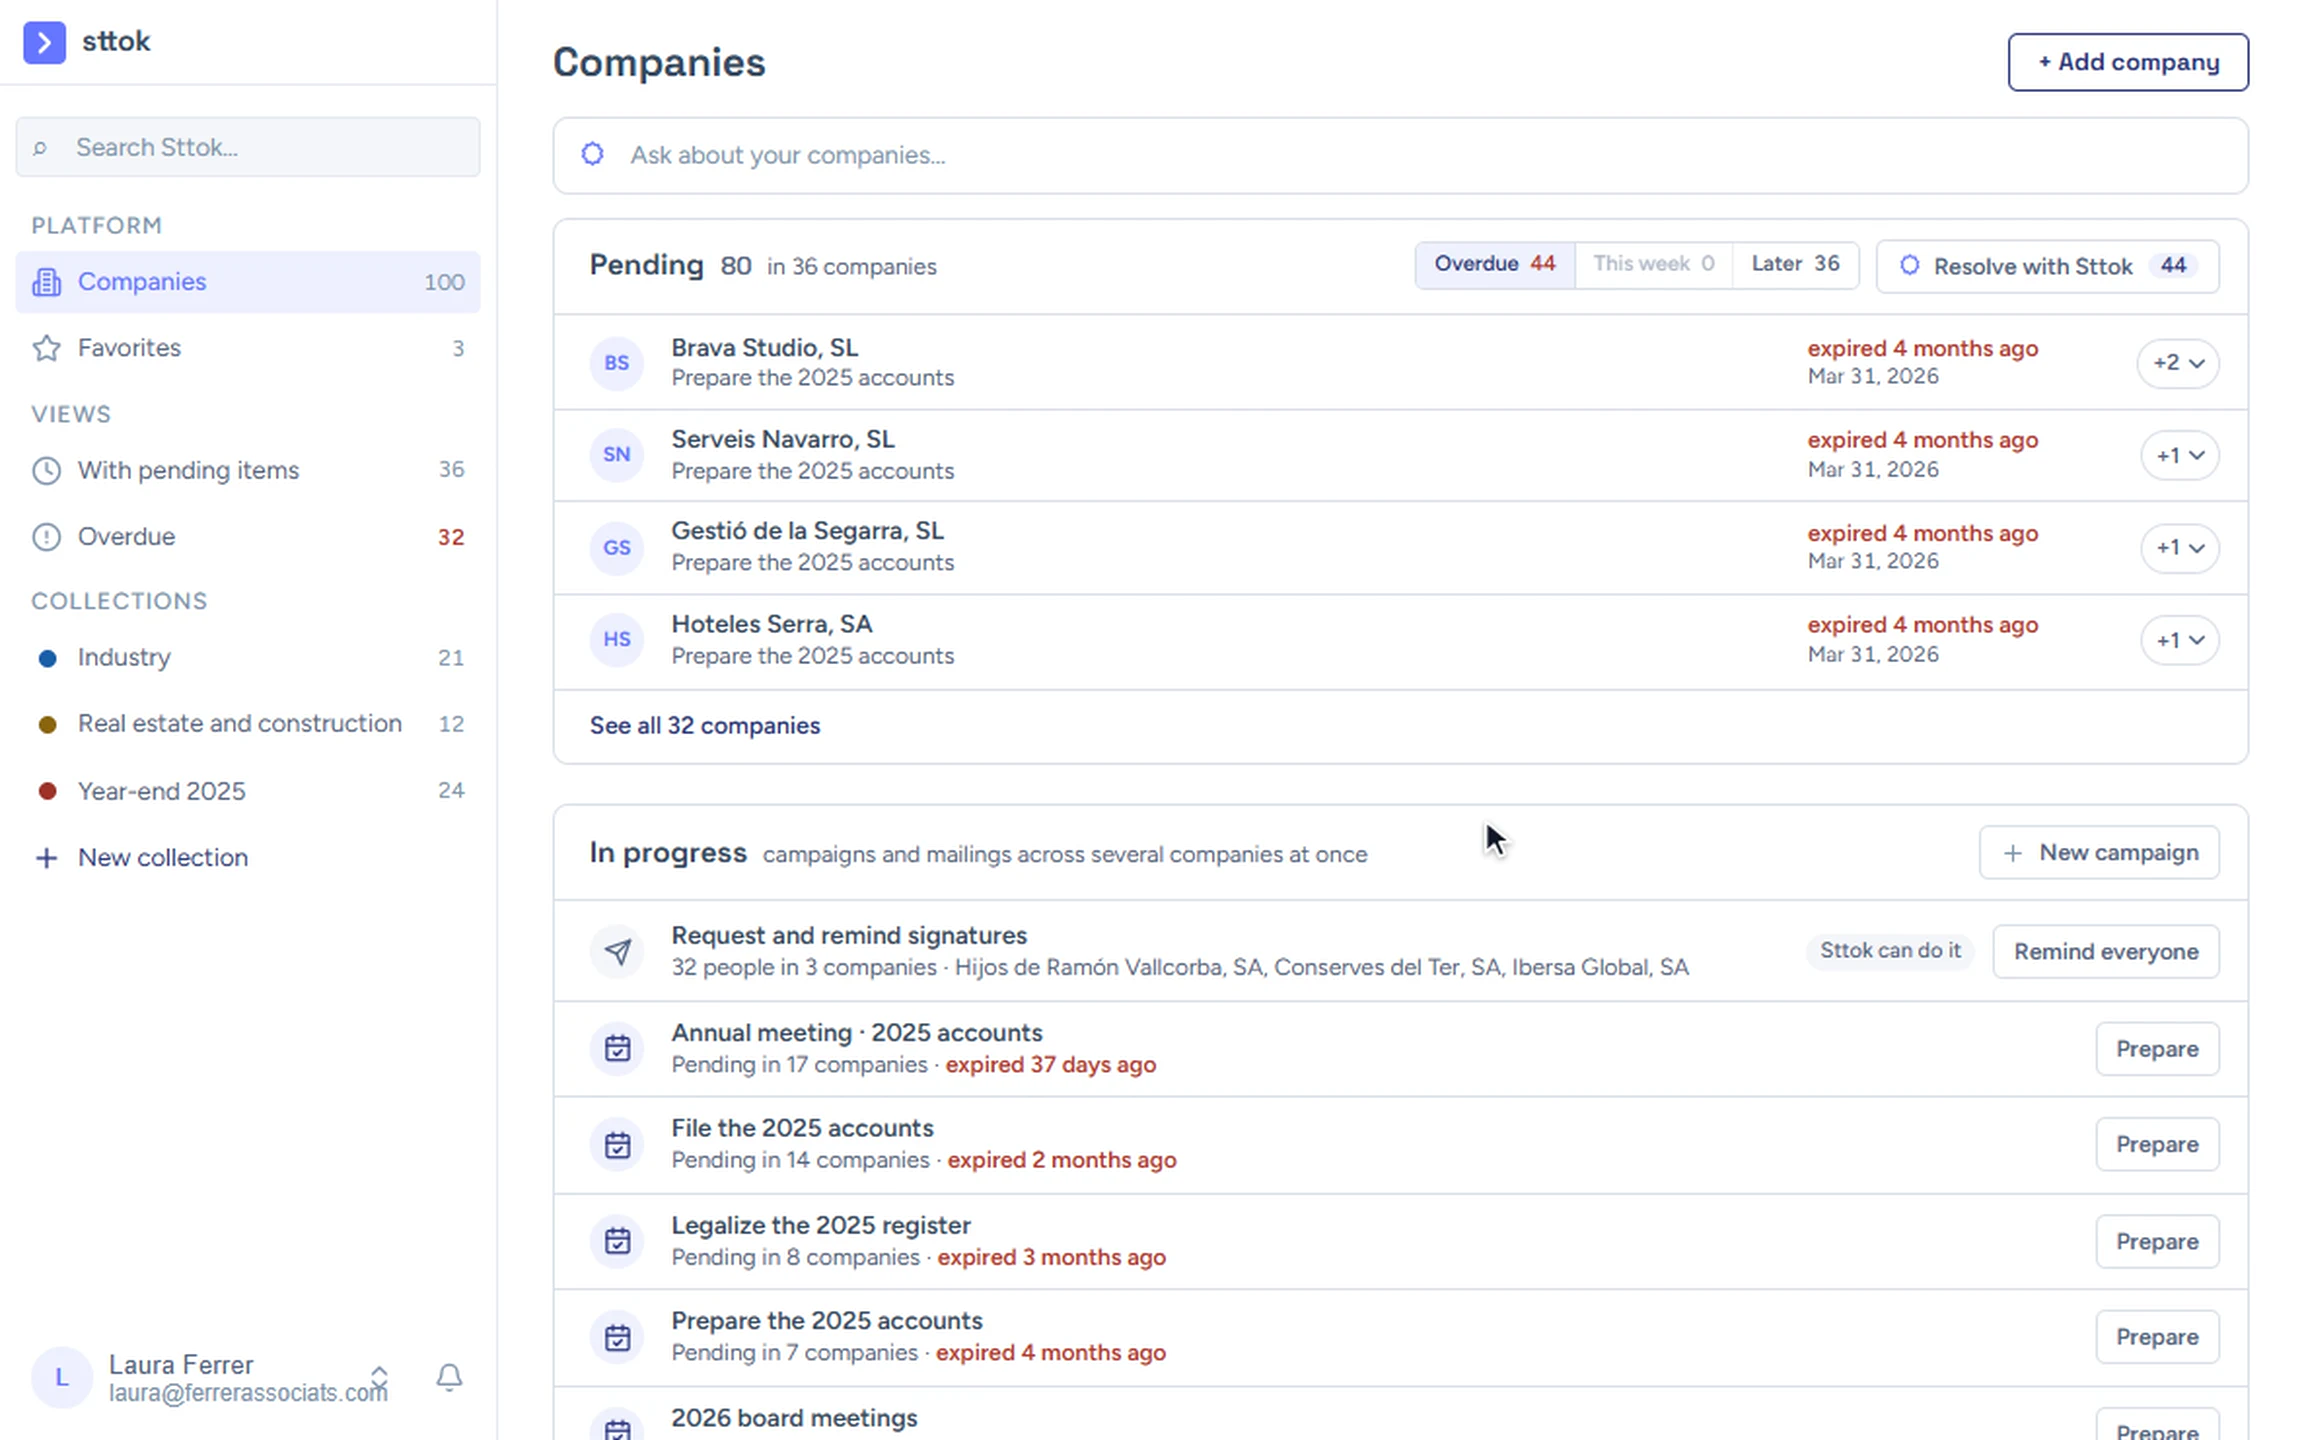 sttok
Search Sttok...
PLATFORM
Companies 100
Favorites 3
VIEWS
With pending items 36
Overdue 32
COLLECTIONS
Industry 21
Real estate and construction 12
Year-end 2025 24
+ New collection
L
Laura Ferrer
laura@ferrerassociats.com
Companies
+ Add company
Ask about your companies...
Pending 80 in 36 companies
Overdue 44 This week 0 Later 36
Resolve with Sttok 44
BS
Brava Studio, SL
Prepare the 2025 accounts
expired 4 months ago
Mar 31, 2026
+2
SN
Serveis Navarro, SL
Prepare the 2025 accounts
expired 4 months ago
Mar 31, 2026
+1
GS
Gestió de la Segarra, SL
Prepare the 2025 accounts
expired 4 months ago
Mar 31, 2026
+1
HS
Hoteles Serra, SA
Prepare the 2025 accounts
expired 4 months ago
Mar 31, 2026
+1
See all 32 companies
In progress campaigns and mailings across several companies at once
+ New campaign
Request and remind signatures
32 people in 3 companies · Hijos de Ramón Vallcorba, SA, Conserves del Ter, SA, Ibersa Global, SA
Sttok can do it
Remind everyone
Annual meeting · 2025 accounts
Pending in 17 companies · expired 37 days ago
Prepare
File the 2025 accounts
Pending in 14 companies · expired 2 months ago
Prepare
Legalize the 2025 register
Pending in 8 companies · expired 3 months ago
Prepare
Prepare the 2025 accounts
Pending in 7 companies · expired 4 months ago
Prepare
2026 board meetings
Prepare